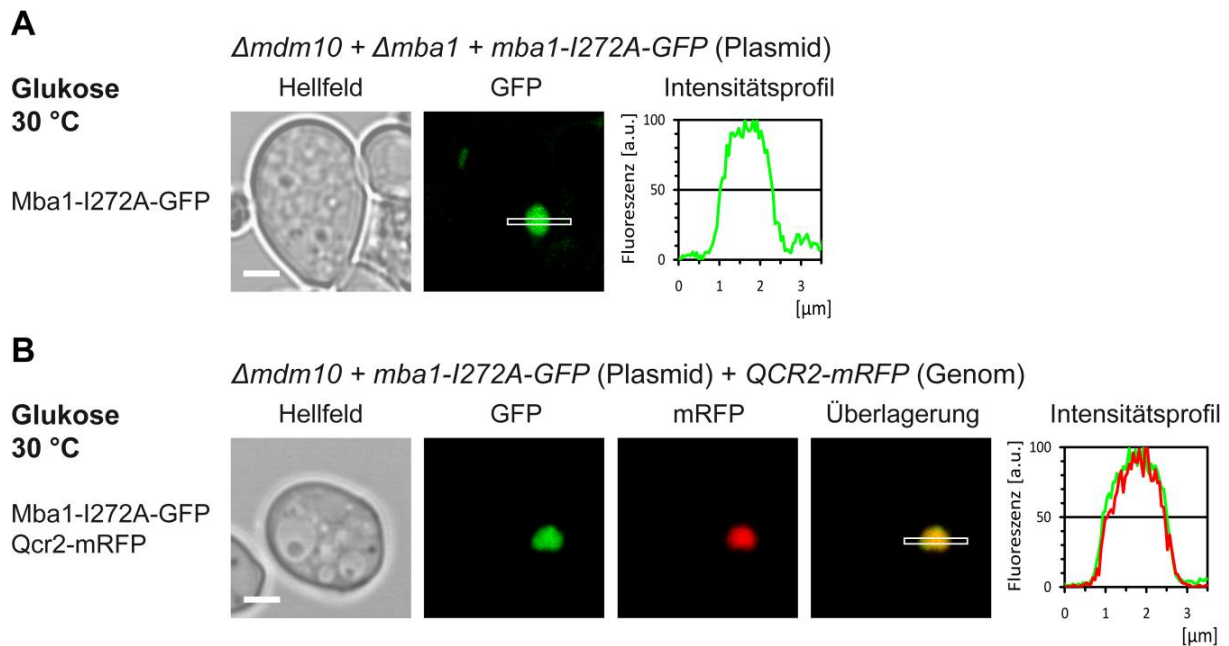 A
Δmdm10 + Δmba1 + mba1-I272A-GFP (Plasmid)
Glukose
30 °C
Hellfeld
GFP
Intensitätsprofil
Mba1-I272A-GFP
Fluoreszenz [a.u.]
100
50
0
0 1 2 3
[µm]
B
Δmdm10 + mba1-I272A-GFP (Plasmid) + QCR2-mRFP (Genom)
Glukose
30 °C
Hellfeld
GFP
mRFP
Überlagerung
Intensitätsprofil
Mba1-I272A-GFP
Qcr2-mRFP
Fluoreszenz [a.u.]
100
50
0
0 1 2 3
[µm]